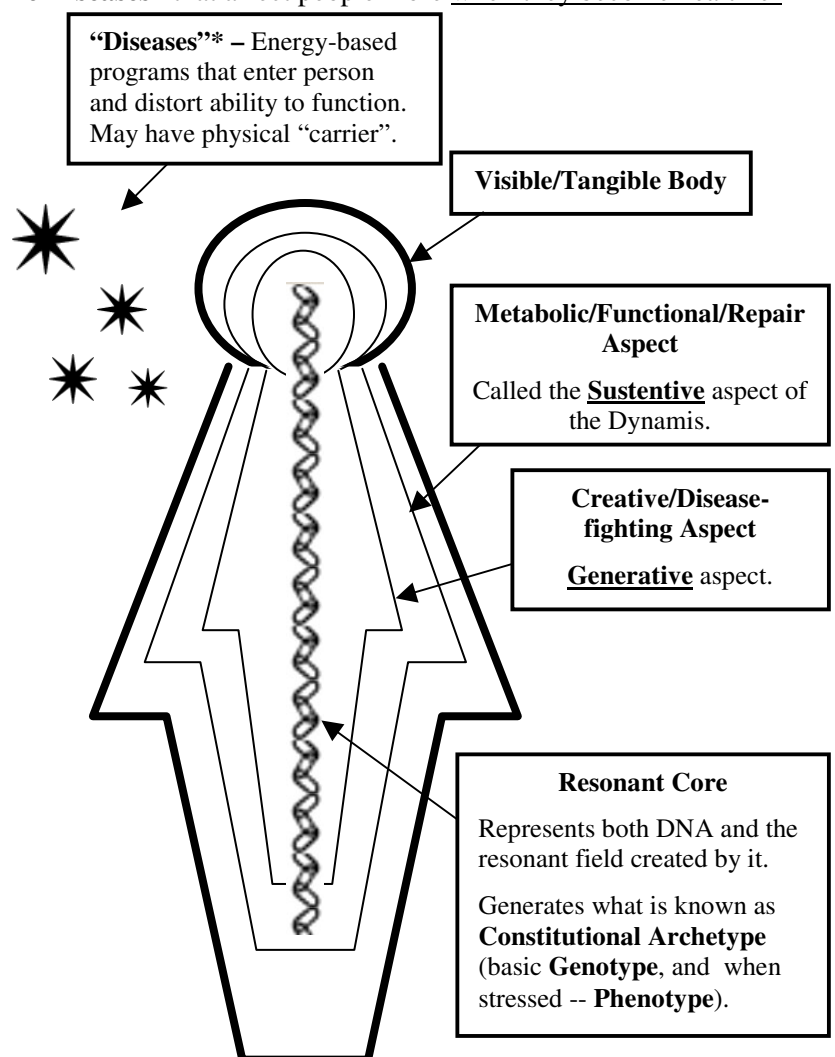 “Diseases”* – Energy-based
programs that enter person
and distort ability to function.
May have physical “carrier”.
Visible/Tangible Body
Metabolic/Functional/Repair
Aspect
Called the Sustentive aspect of
the Dynamis.
Creative/Disease-
fighting Aspect
Generative aspect.
Resonant Core
Represents both DNA and the
resonant field created by it.
Generates what is known as
Constitutional Archetype
(basic Genotype, and when
stressed -- Phenotype).